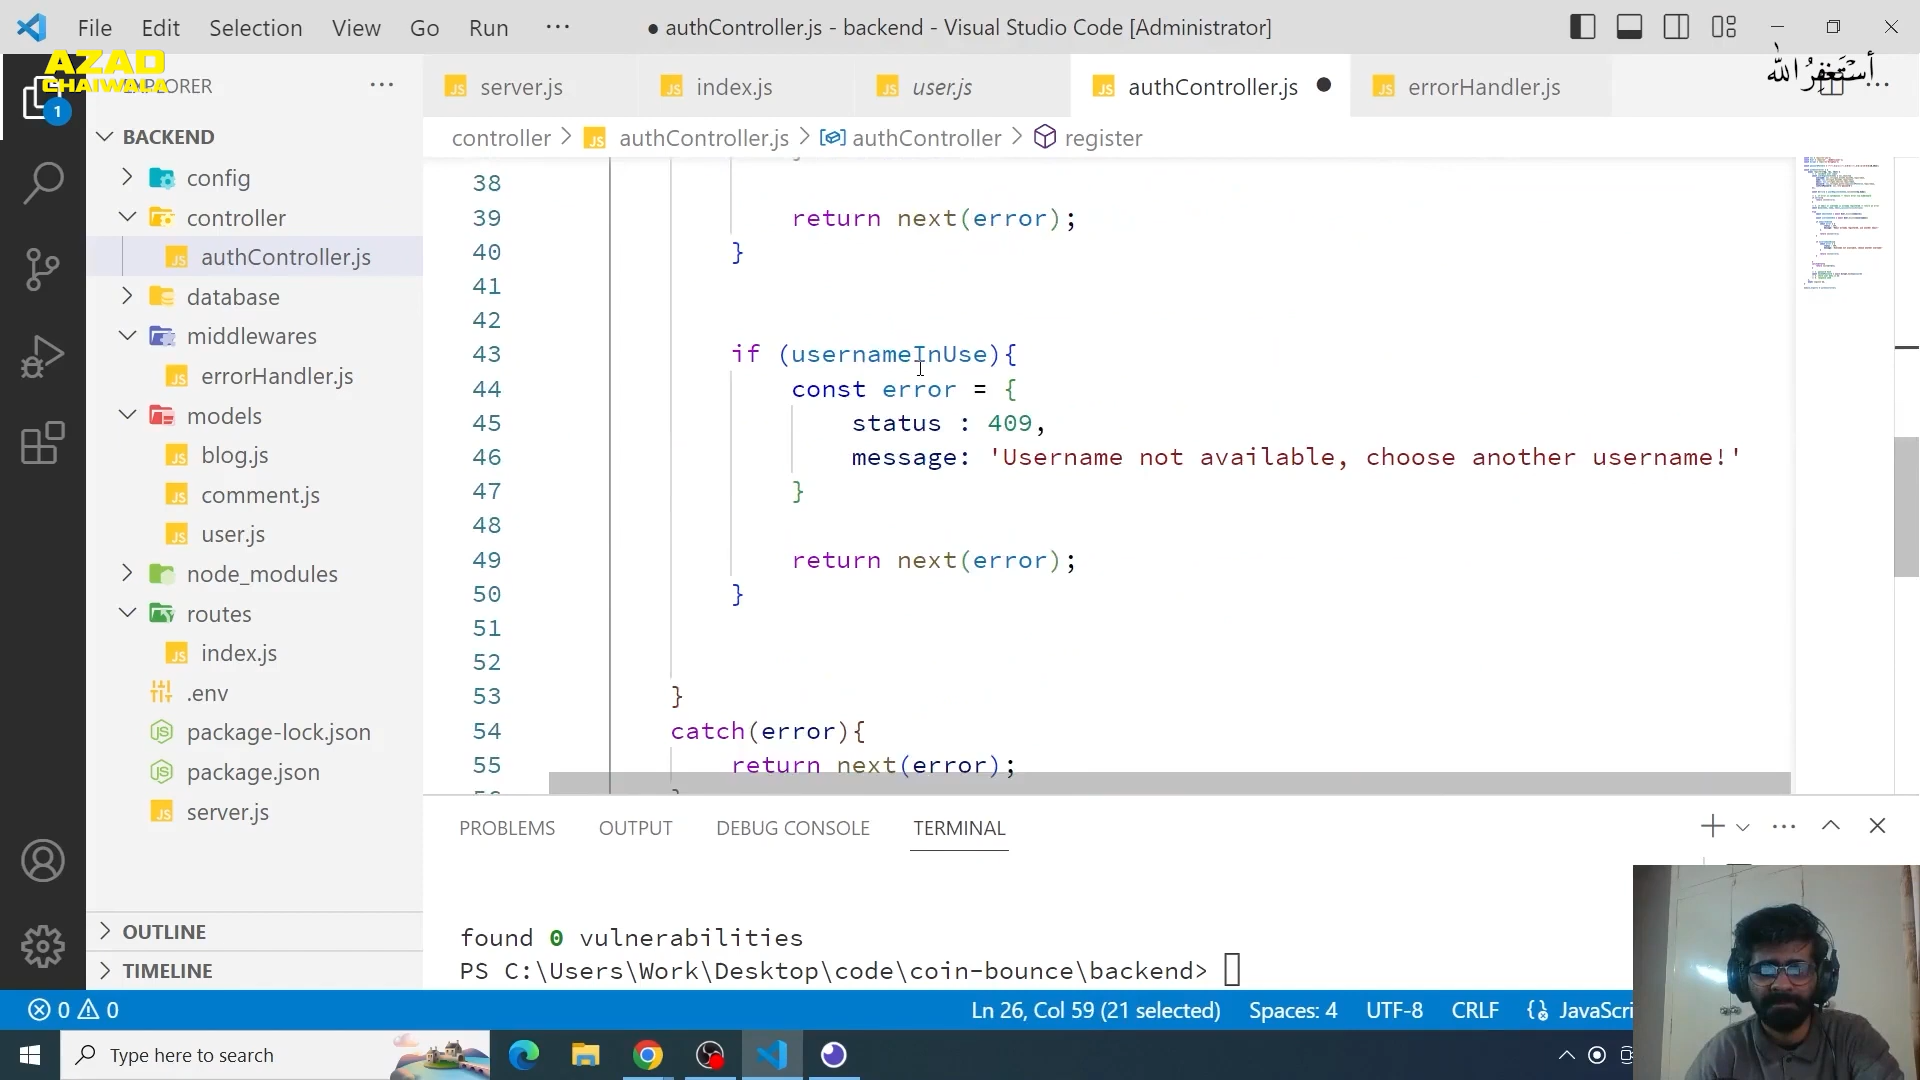 File Edit Selection View Go Run ···
● authController.js - backend - Visual Studio Code [Administrator]
AZAD
CHAIWALA
أستغفر الله
EXPLORER
server.js
index.js
user.js
authController.js
errorHandler.js
controller > authController.js > authController > register
BACKEND
config
controller
authController.js
database
middlewares
errorHandler.js
models
blog.js
comment.js
user.js
node_modules
routes
index.js
.env
package-lock.json
package.json
server.js
OUTLINE
TIMELINE
1
38
39 return next(error);
40 }
41
42
43 if (usernameInUse){
44 const error = {
45 status : 409,
46 message: 'Username not available, choose another username!'
47 }
48
49 return next(error);
50 }
51
52
53 }
54 catch(error){
55 return next(error);
PROBLEMS OUTPUT DEBUG CONSOLE TERMINAL
found 0 vulnerabilities
PS C:\Users\Work\Desktop\code\coin-bounce\backend>
0 0
Ln 26, Col 59 (21 selected) Spaces: 4 UTF-8 CRLF {} JavaScri
Type here to search